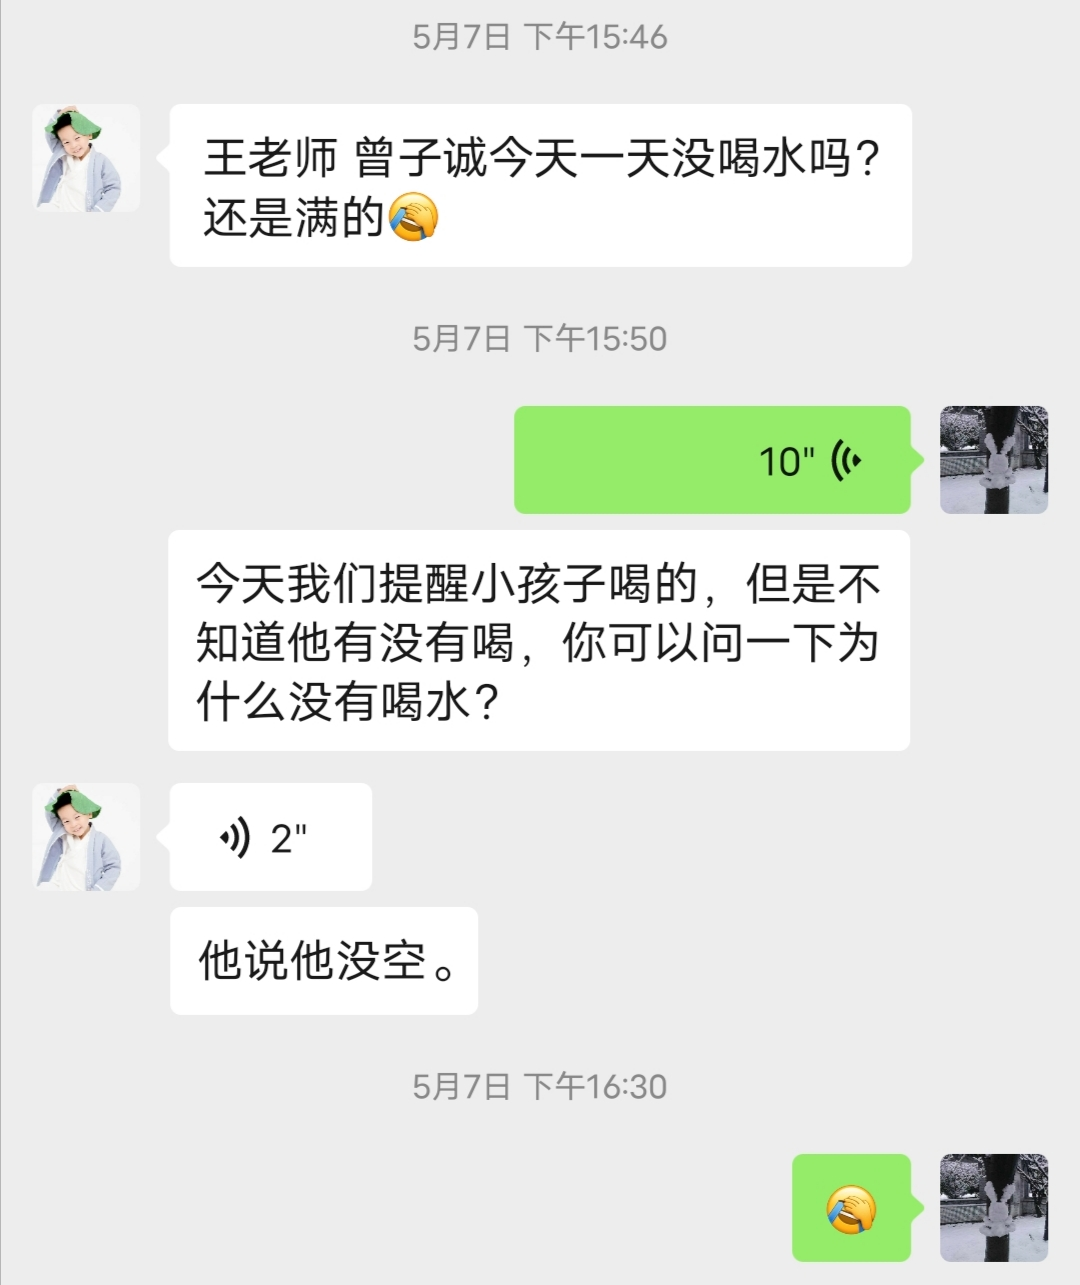 5月7日 下午15:46
王老师 曾子诚今天一天没喝水吗?
还是满的🤦
5月7日 下午15:50
10"
今天我们提醒小孩子喝的，但是不
知道他有没有喝，你可以问一下为
什么没有喝水?
2"
他说他没空。
5月7日 下午16:30